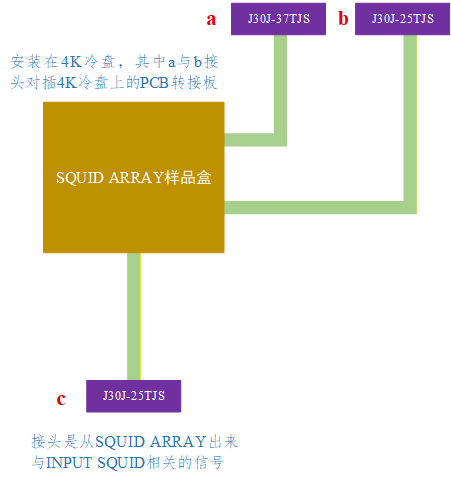 a
J30J-37TJS
b
J30J-25TJS
安装在4K冷盘，其中a与b接
头对插4K冷盘上的PCB转接板
SQUID ARRAY样品盒
c
J30J-25TJS
接头是从SQUID ARRAY出来
与INPUT SQUID相关的信号